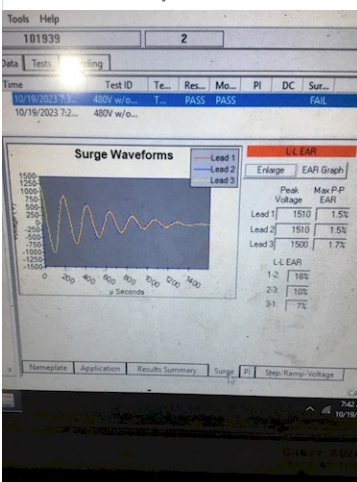 Tools Help
101939 2
Data Tests
Time Test ID Te... Res... Mo... PI DC Sur...
10/19/2023 7:3... 480V w/o... T... PASS PASS FAIL
10/19/2023 7:2... 480V w/o...
Surge Waveforms
Lead 1
Lead 2
Lead 3
L-L EAR
Enlarge EAR Graph
Peak Voltage Max P-P EAR
Lead 1 1510 1.5%
Lead 2 1510 1.5%
Lead 3 1500 1.7%
L-L EAR
1-2: 16%
2-3: 10%
3-1: 7%
1500
1250
1000
750
500
250
0
-250
-500
-750
-1000
-1250
-1500
0 200 400 600 800 1000 1200 1400
µ Seconds
Nameplate Application Results Summary Surge PI Step/Ramp-Voltage
7:42
10/19/